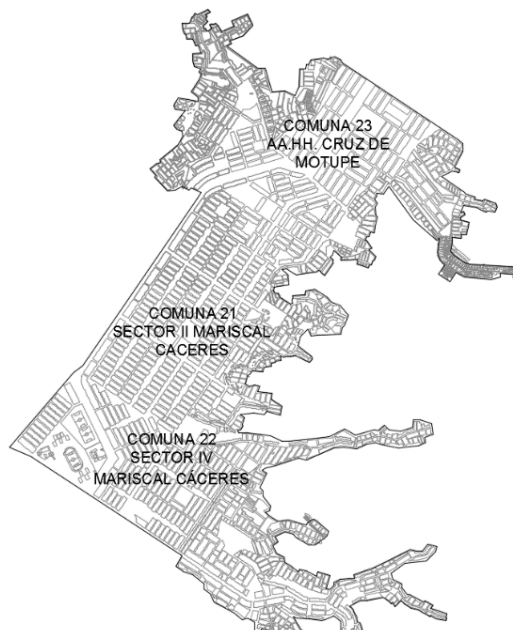 COMUNA 23
AA.HH. CRUZ DE
MOTUPE
COMUNA 21
SECTOR II MARISCAL
CACERES
COMUNA 22
SECTOR IV
MARISCAL CÁCERES